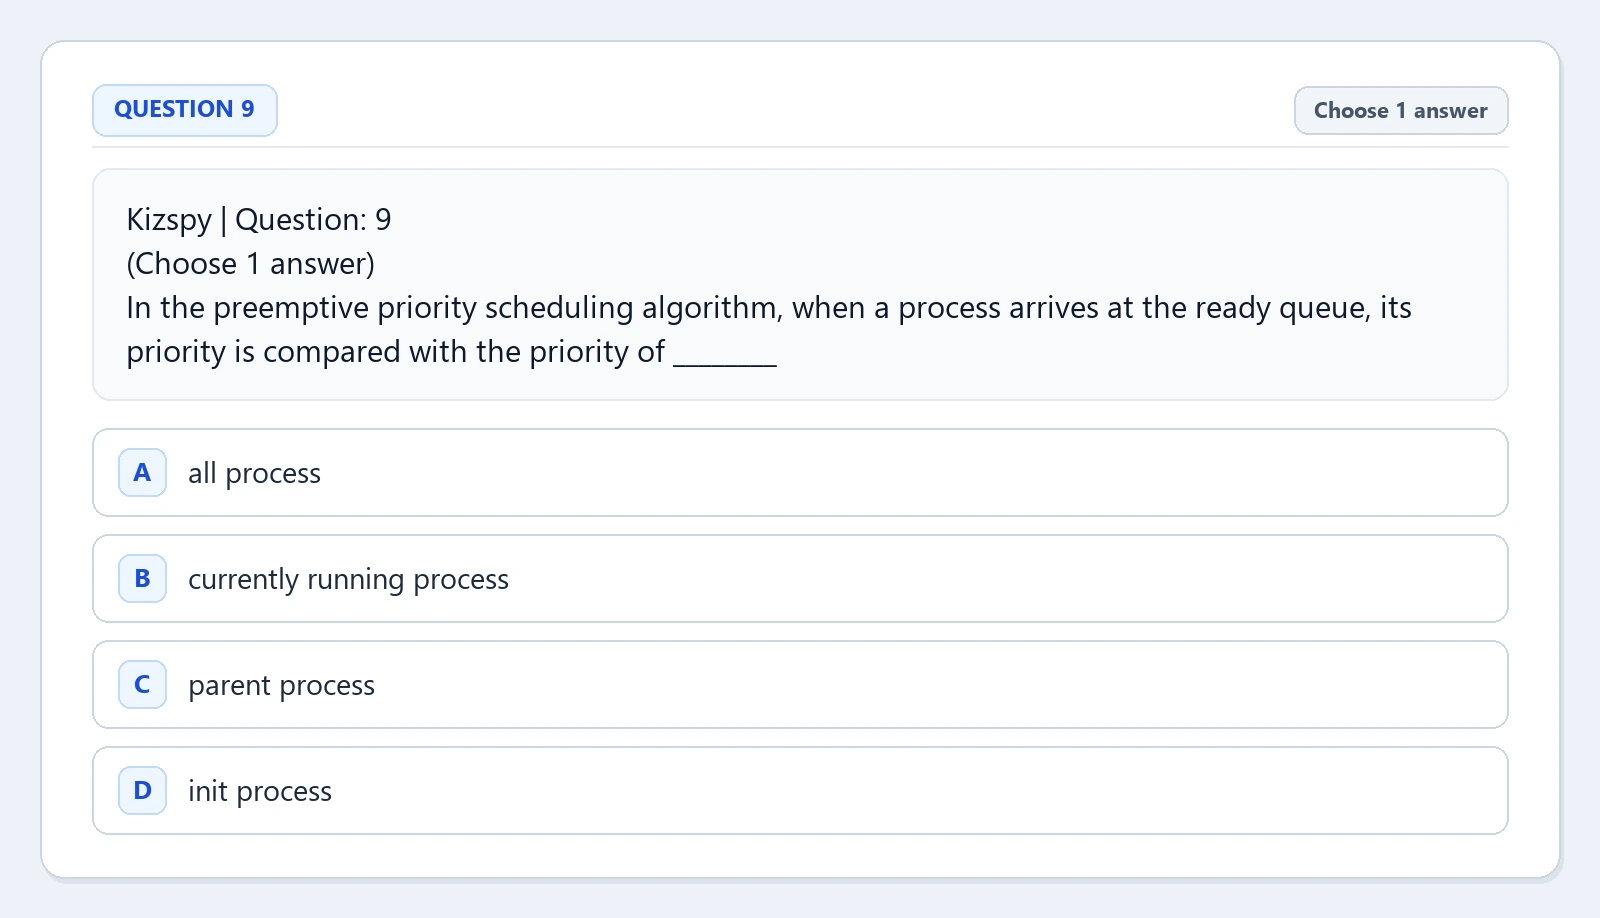 QUESTION 9
Choose 1 answer
Kizspy | Question: 9
(Choose 1 answer)
In the preemptive priority scheduling algorithm, when a process arrives at the ready queue, its
priority is compared with the priority of ________
A all process
B currently running process
C parent process
D init process